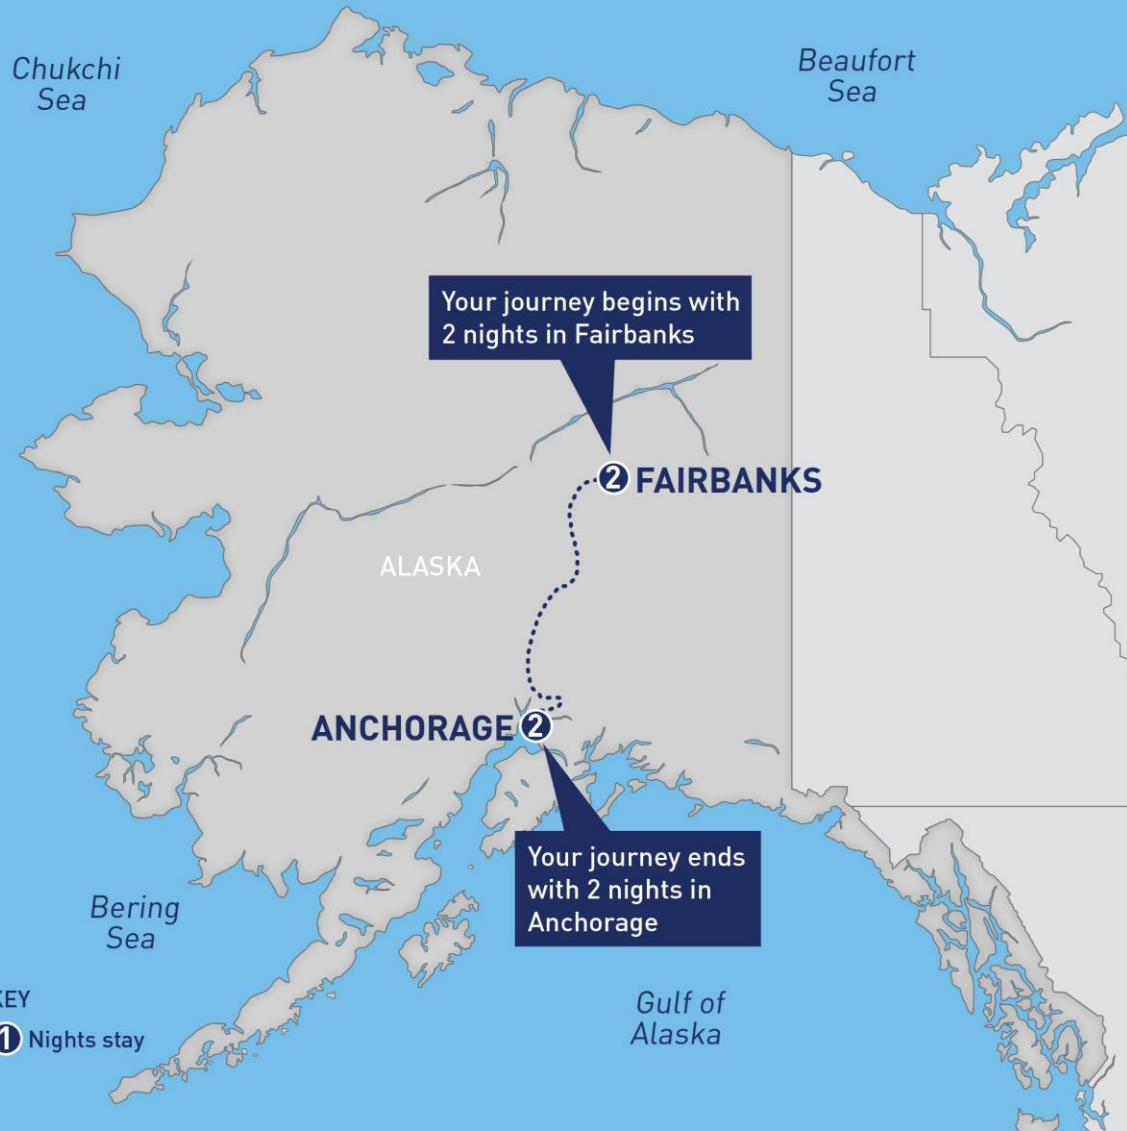 Chukchi
Sea
Beaufort
Sea
Your journey begins with
2 nights in Fairbanks
2 FAIRBANKS
ALASKA
ANCHORAGE 2
Your journey ends
with 2 nights in
Anchorage
Bering
Sea
Gulf of
Alaska
KEY
1 Nights stay